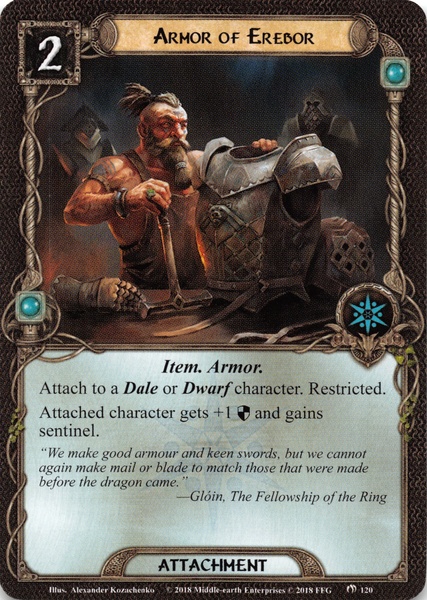 2
ARMOR OF EREBOR
Item. Armor.
Attach to a Dale or Dwarf character. Restricted.
Attached character gets +1 and gains
sentinel.
“We make good armour and keen swords, but we cannot
again make mail or blade to match those that were made
before the dragon came.”
—Glóin, The Fellowship of the Ring
ATTACHMENT
Illus. Alexander Kozachenko © 2018 Middle-earth Enterprises © 2018 FFG 120